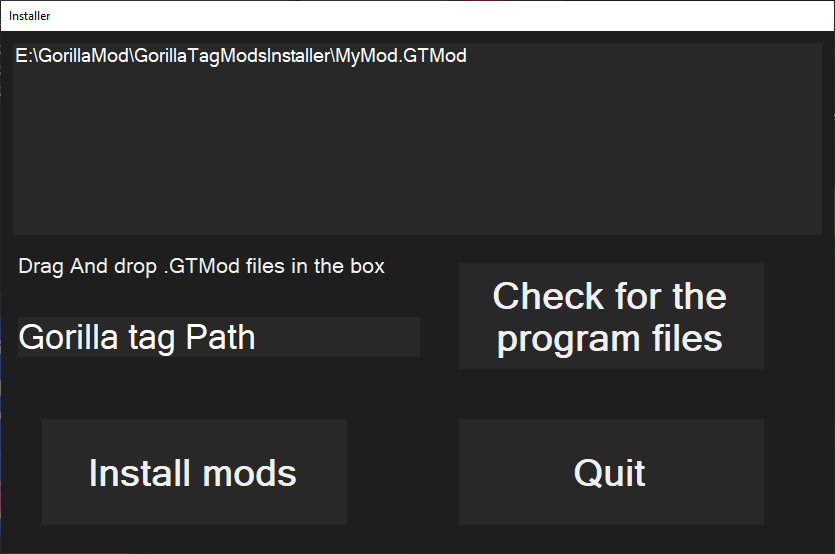 Installer
E:\GorillaMod\GorillaTagModsInstaller\MyMod.GTMod
Drag And drop .GTMod files in the box
Check for the
program files
Gorilla tag Path
Install mods
Quit